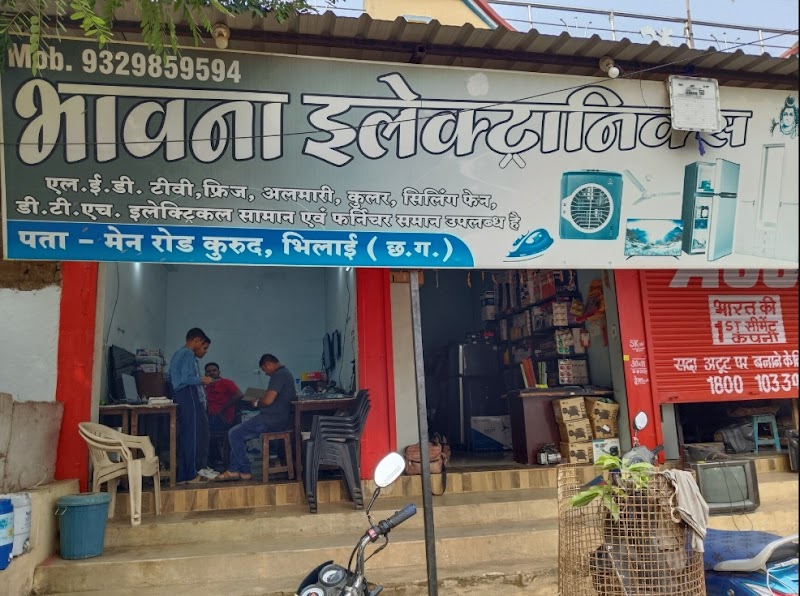 Mob. 9329859594
भावना इलेक्ट्रानिक्स
एल.ई.डी. टीवी,फ्रिज, अलमारी, कुलर, सिलिंग फेन,
डी.टी.एच. इलेक्ट्रिकल सामान एवं फर्निचर समान उपलब्ध है
पता - मेन रोड कुरुद, भिलाई ( छ.ग. )
भारत की
1ST सीमेंट
कंपनी
सदा अटूट घर बनाने के लि
1800 1033